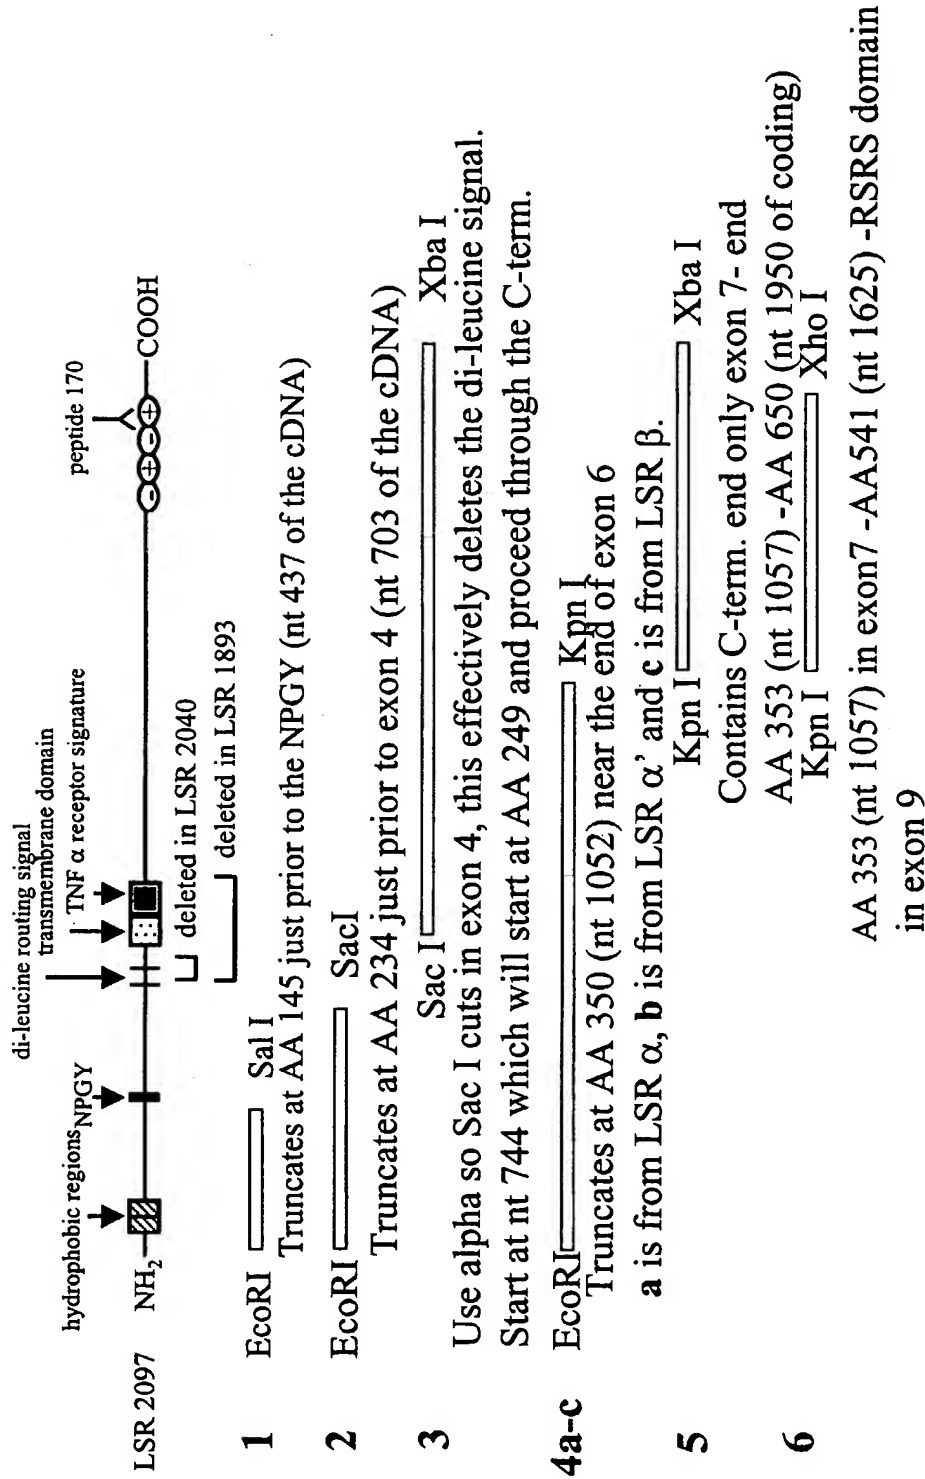 di-leucine routing signal
transmembrane domain
TNF α receptor signature
peptide 170
hydrophobic regions
NPGY
LSR 2097 NH2 - + - + COOH
deleted in LSR 2040
deleted in LSR 1893
1 EcoRI Sal I
Truncates at AA 145 just prior to the NPGY (nt 437 of the cDNA)
2 EcoRI SacI
Truncates at AA 234 just prior to exon 4 (nt 703 of the cDNA)
3 Sac I Xba I
Use alpha so Sac I cuts in exon 4, this effectively deletes the di-leucine signal.
Start at nt 744 which will start at AA 249 and proceed through the C-term.
4a-c EcoRI Kpn I
Truncates at AA 350 (nt 1052) near the end of exon 6
a is from LSR α, b is from LSR α’ and c is from LSR β.
5 Kpn I Xba I
Contains C-term. end only exon 7- end
AA 353 (nt 1057) -AA 650 (nt 1950 of coding)
6 Kpn I Xho I
AA 353 (nt 1057) in exon7 -AA541 (nt 1625) -RSRS domain
in exon 9